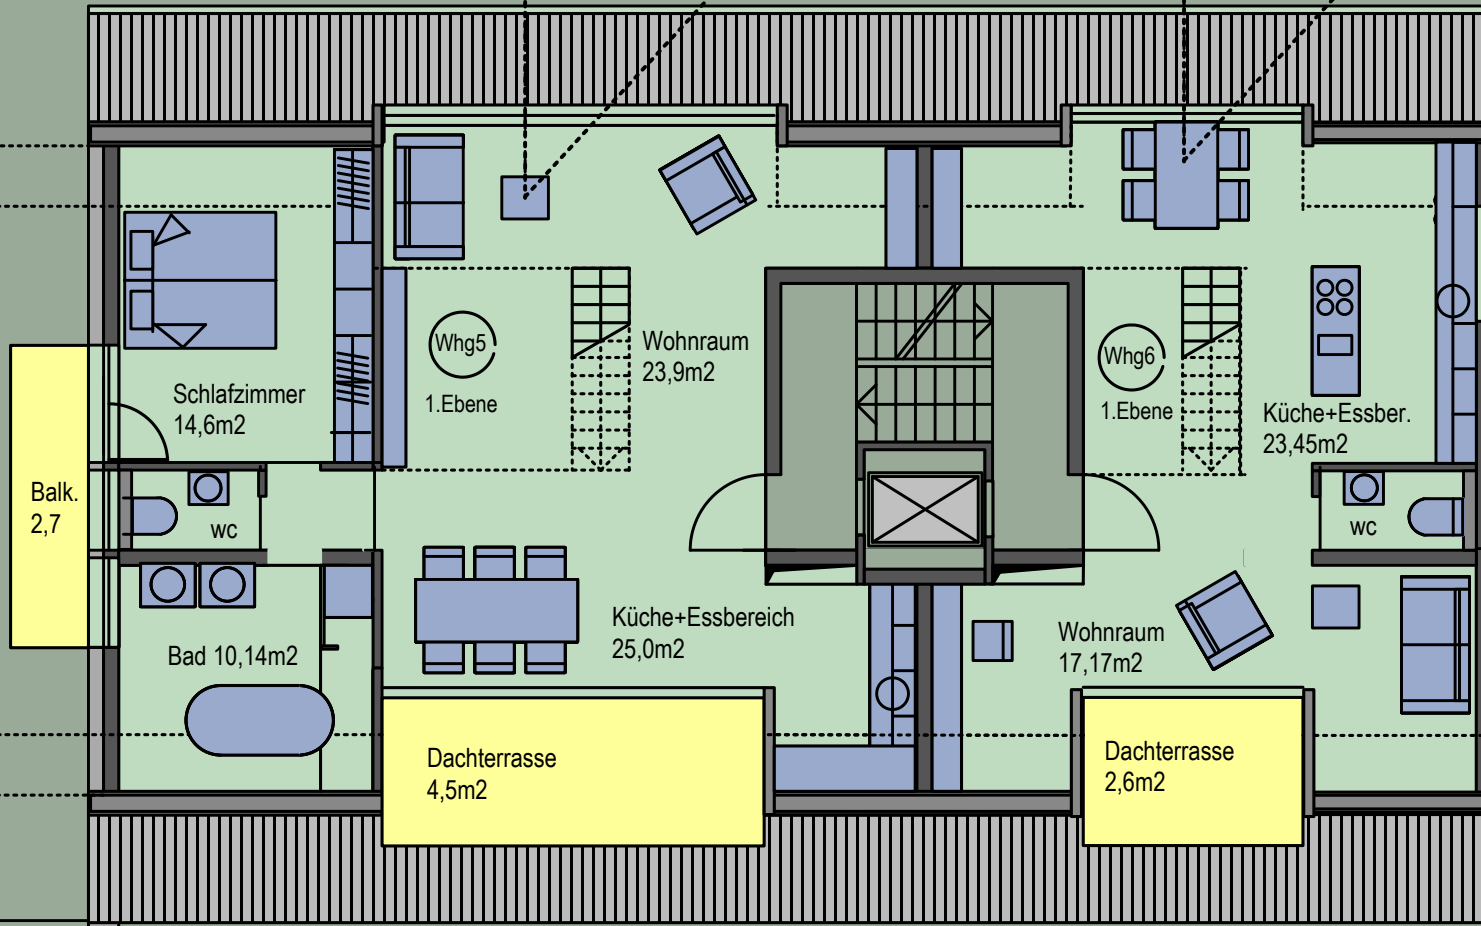 Whg5
1.Ebene
Wohnraum
23,9m2
Schlafzimmer
14,6m2
Balk.
2,7
wc
Bad 10,14m2
Küche+Essbereich
25,0m2
Dachterrasse
4,5m2
Whg6
1.Ebene
Küche+Essber.
23,45m2
wc
Wohnraum
17,17m2
Dachterrasse
2,6m2